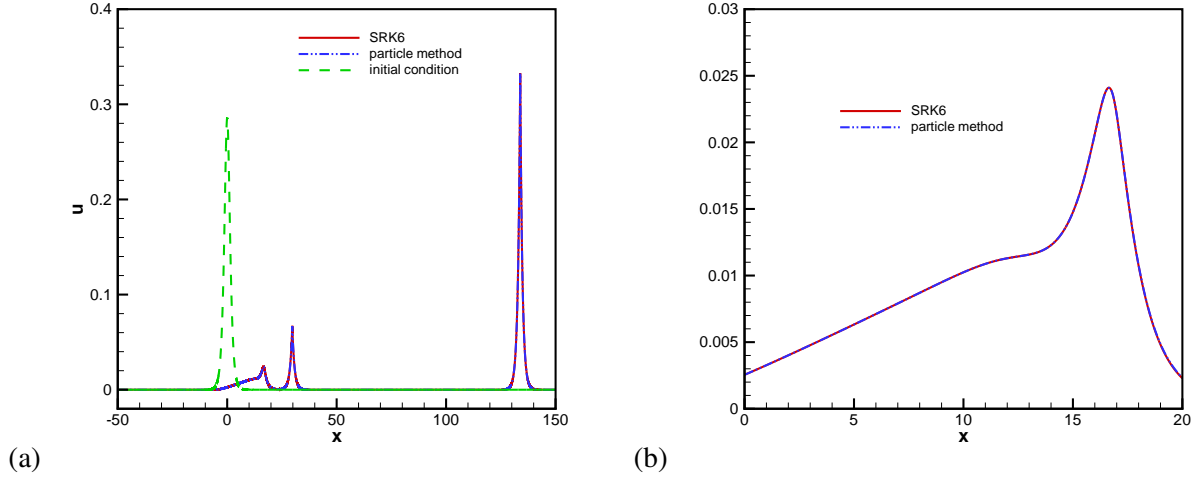 0.4
0.3
0.2
0.1
0
u
-50
0
50
100
150
x
SRK6
particle method
initial condition
(a)
0.03
0.025
0.02
0.015
0.01
0.005
0
0
5
10
15
20
x
SRK6
particle method
(b)